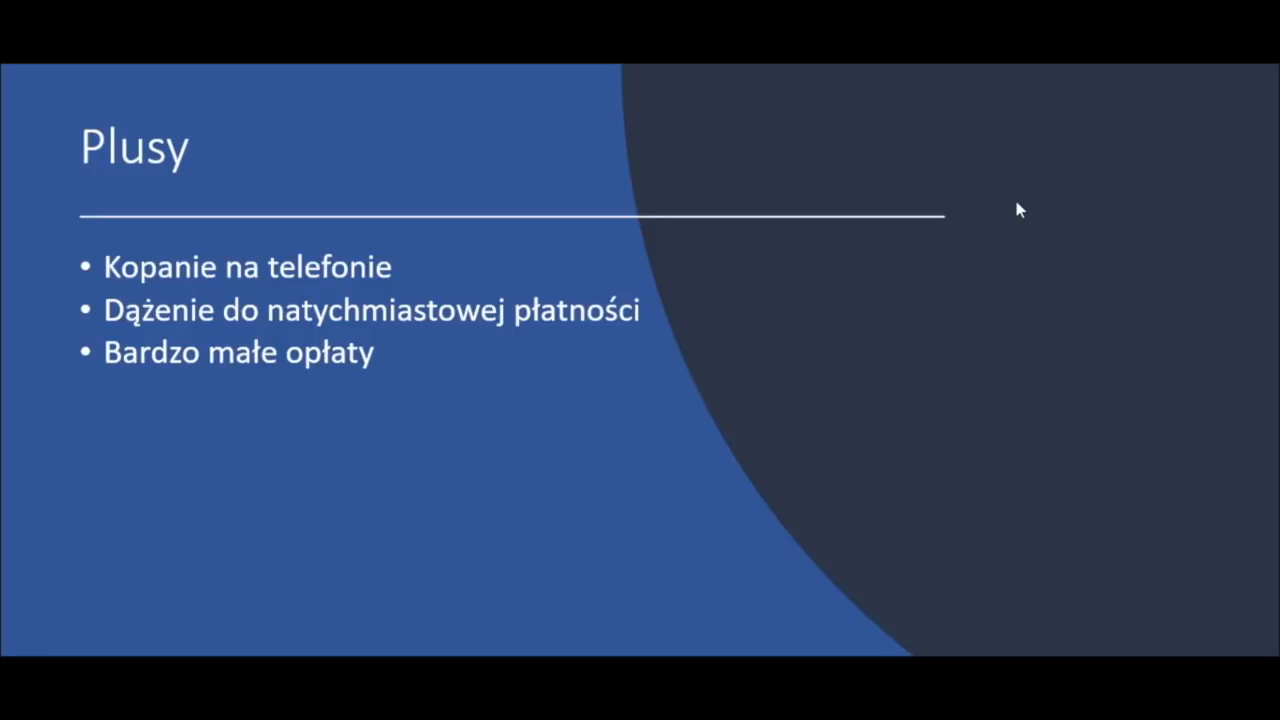 Plusy
• Kopanie na telefonie
• Dążenie do natychmiastowej płatności
• Bardzo małe opłaty